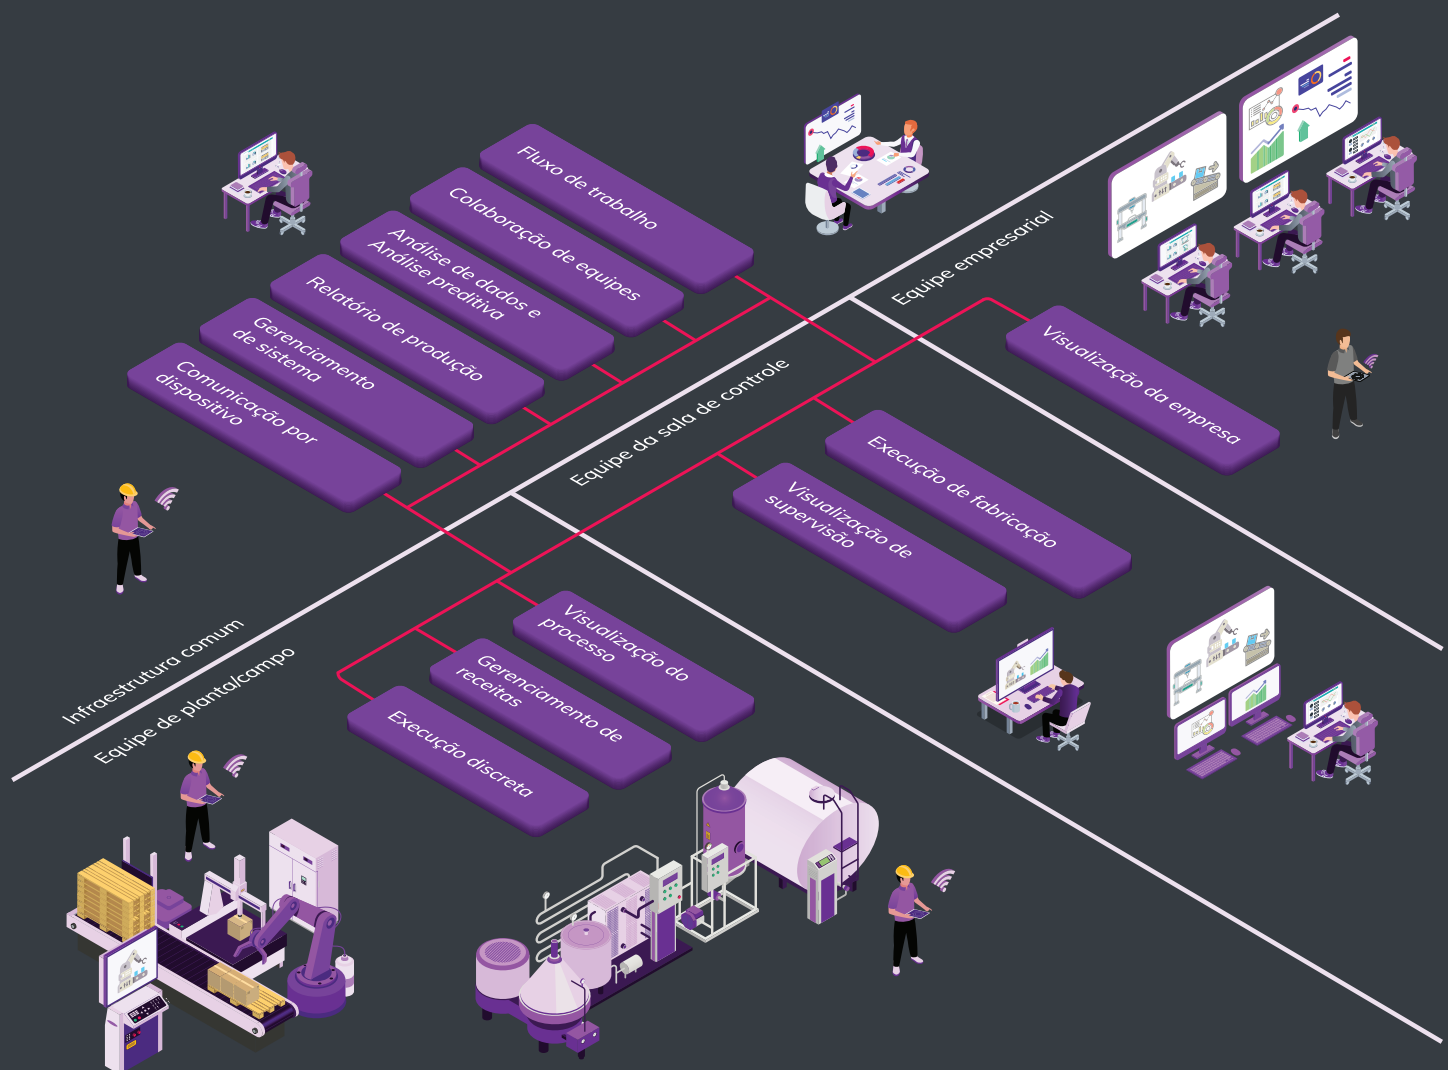 Fluxo de trabalho
Colaboração de equipes
Análise de dados e
Análise preditiva
Relatório de produção
Gerenciamento
de sistema
Comunicação por
dispositivo
Equipe empresarial
Visualização da empresa
Equipe da sala de controle
Execução de fabricação
Visualização de
supervisão
Infraestrutura comum
Equipe de planta/campo
Visualização do
processo
Gerenciamento de
receitas
Execução discreta